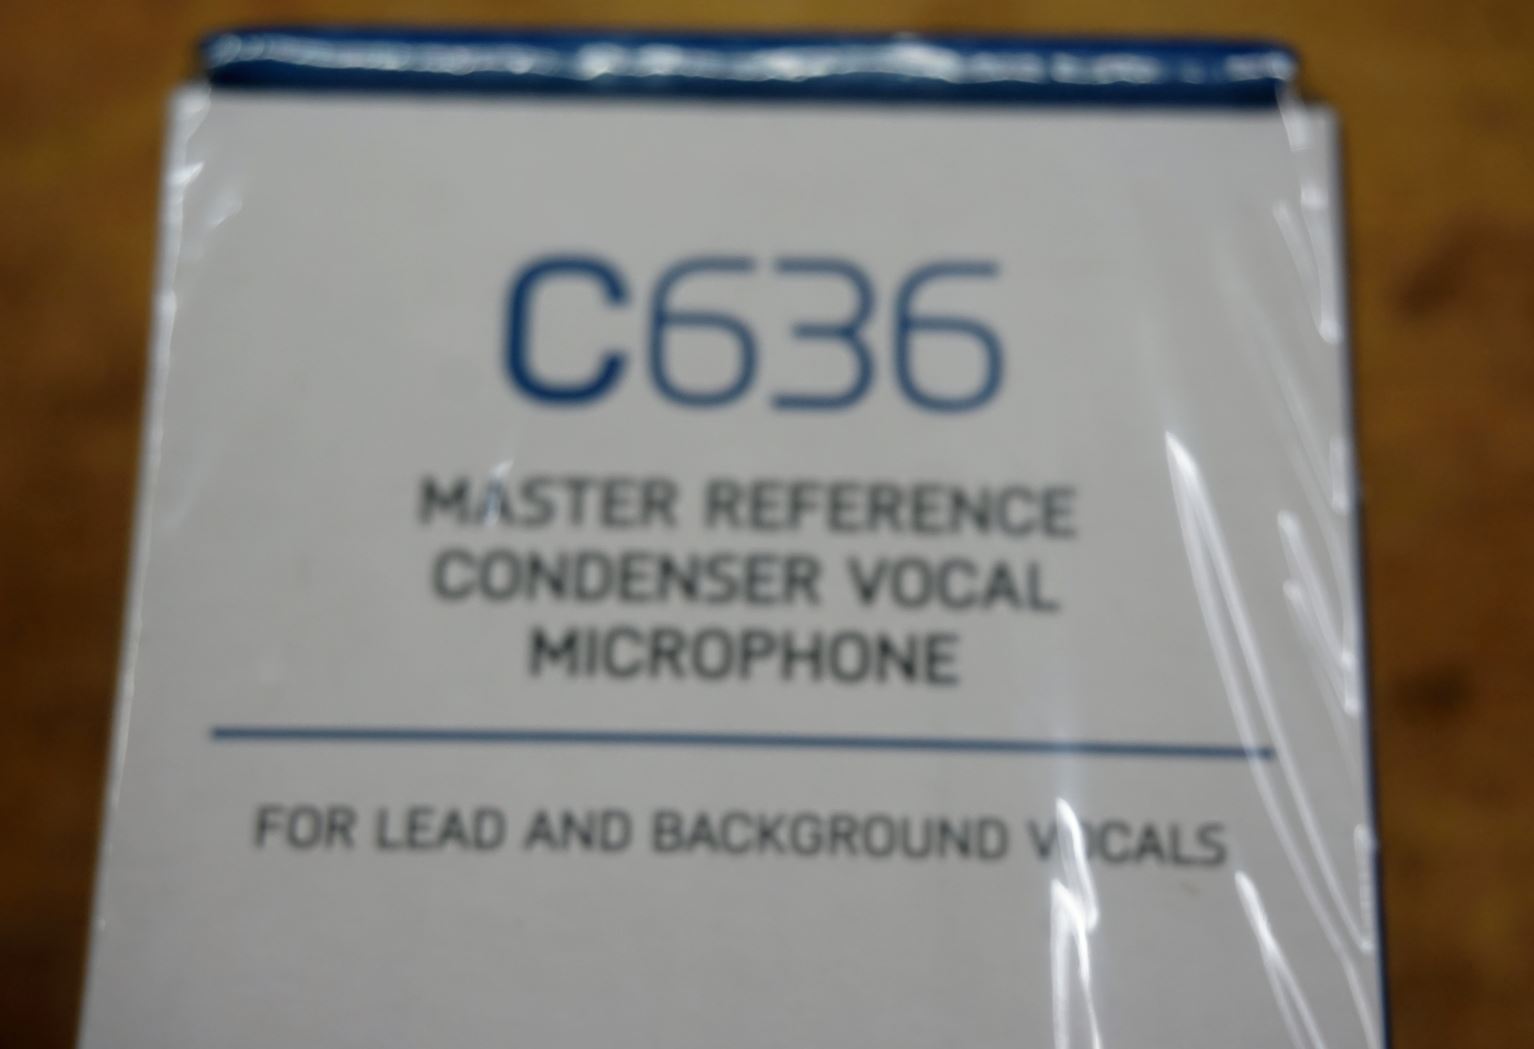 C636
MASTER REFERENCE
CONDENSER VOCAL
MICROPHONE
FOR LEAD AND BACKGROUND VOCALS